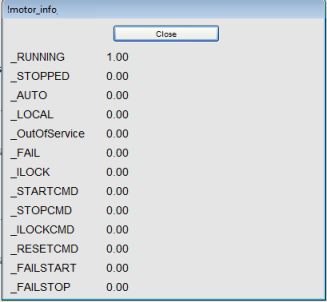 !motor_info
Close
_RUNNING 1.00
_STOPPED 0.00
_AUTO 0.00
_LOCAL 0.00
_OutOfService 0.00
_FAIL 0.00
_ILOCK 0.00
_STARTCMD 0.00
_STOPCMD 0.00
_ILOCKCMD 0.00
_RESETCMD 0.00
_FAILSTART 0.00
_FAILSTOP 0.00